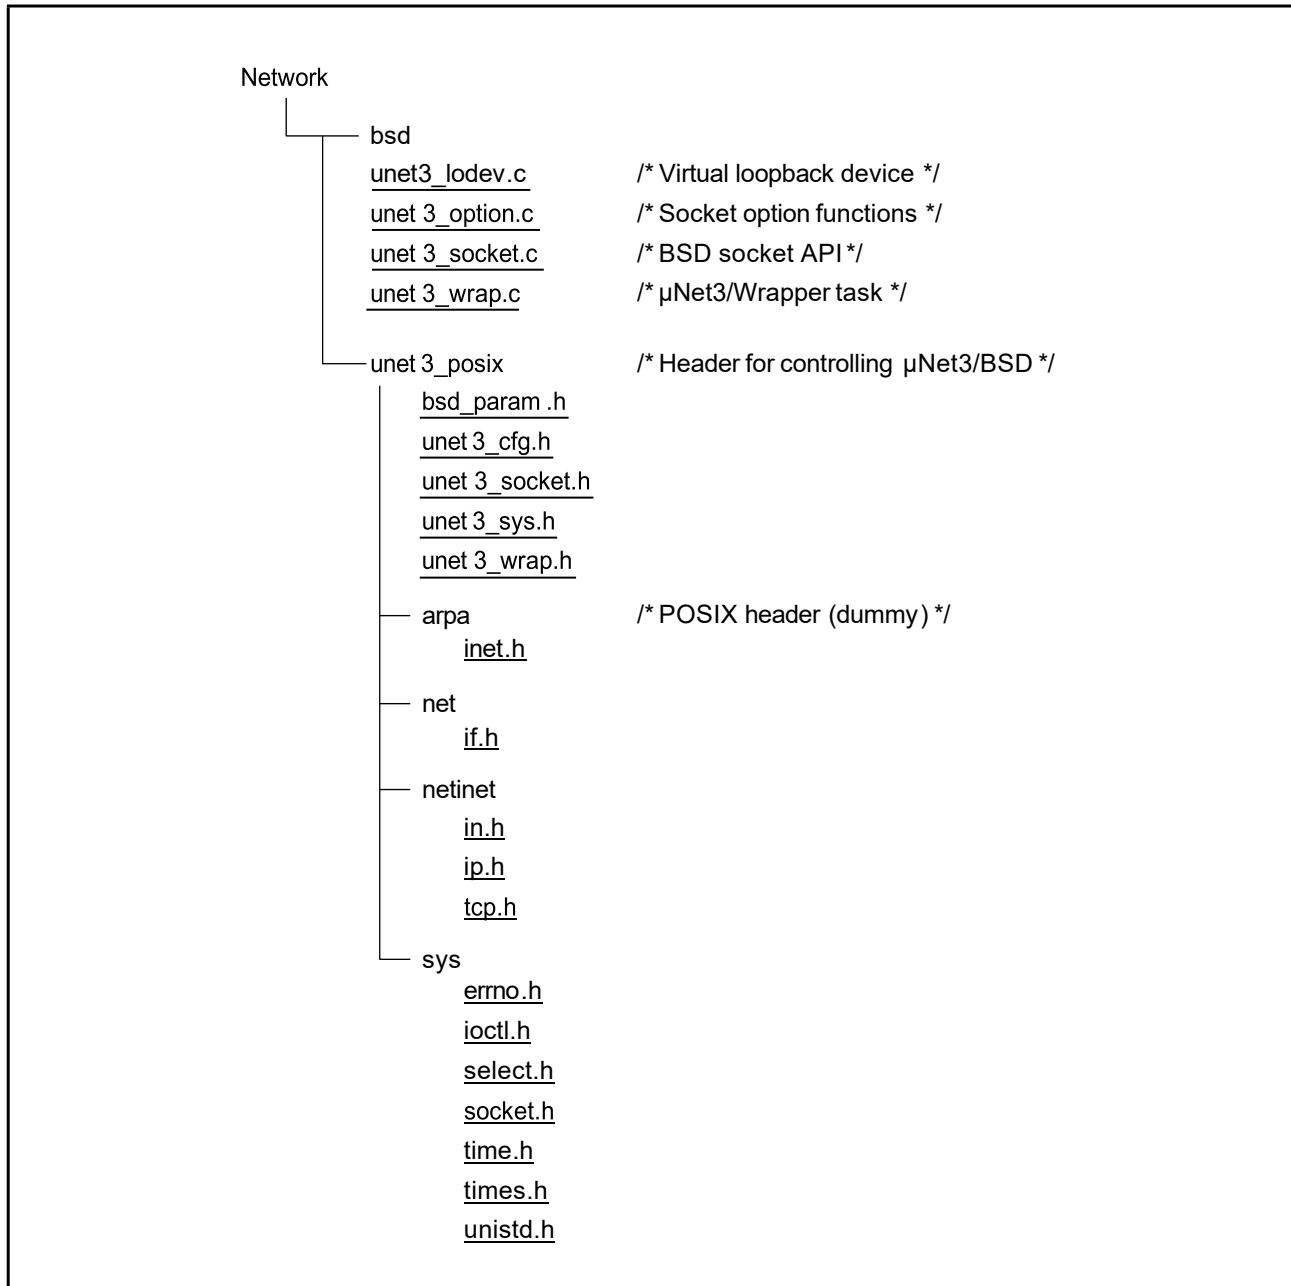 Network
bsd
unet3_lodev.c /* Virtual loopback device */
unet 3_option.c /* Socket option functions */
unet 3_socket.c /* BSD socket API */
unet 3_wrap.c /* μNet3/Wrapper task */
unet 3_posix /* Header for controlling μNet3/BSD */
bsd_param .h
unet 3_cfg.h
unet 3_socket.h
unet 3_sys.h
unet 3_wrap.h
arpa /* POSIX header (dummy) */
inet.h
net
if.h
netinet
in.h
ip.h
tcp.h
sys
errno.h
ioctl.h
select.h
socket.h
time.h
times.h
unistd.h